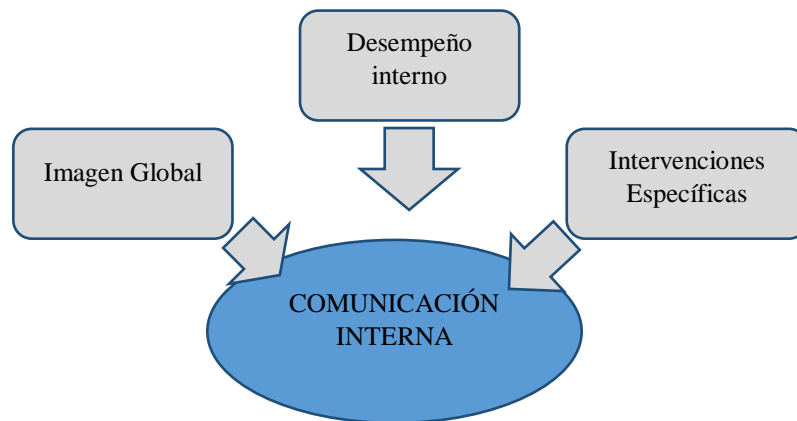 Desempeño
interno
Imagen Global
Intervenciones
Específicas
COMUNICACIÓN
INTERNA